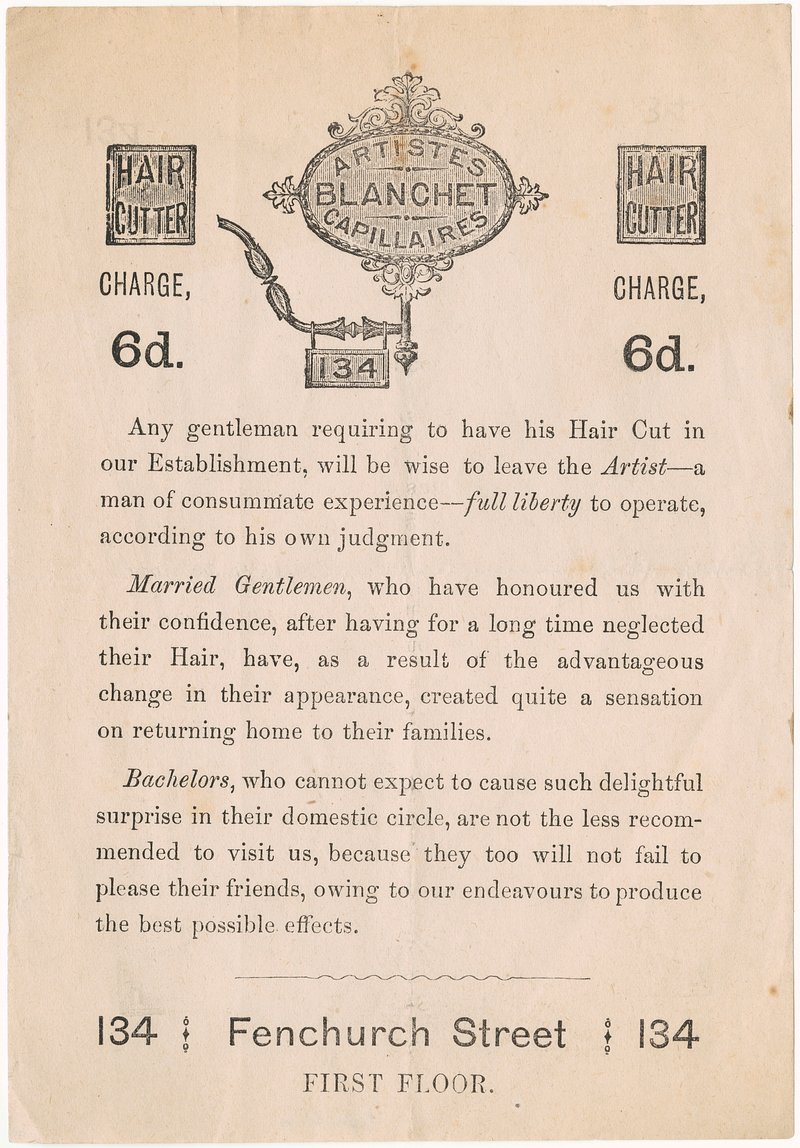 ARTISTES
BLANCHET
CAPILLAIRES
134
HAIR
CUTTER
CHARGE,
6d.
HAIR
CUTTER
CHARGE,
6d.
Any gentleman requiring to have his Hair Cut in
our Establishment, will be wise to leave the Artist—a
man of consummate experience—full liberty to operate,
according to his own judgment.
Married Gentlemen, who have honoured us with
their confidence, after having for a long time neglected
their Hair, have, as a result of the advantageous
change in their appearance, created quite a sensation
on returning home to their families.
Bachelors, who cannot expect to cause such delightful
surprise in their domestic circle, are not the less recom-
mended to visit us, because they too will not fail to
please their friends, owing to our endeavours to produce
the best possible effects.
134 Fenchurch Street 134
FIRST FLOOR.